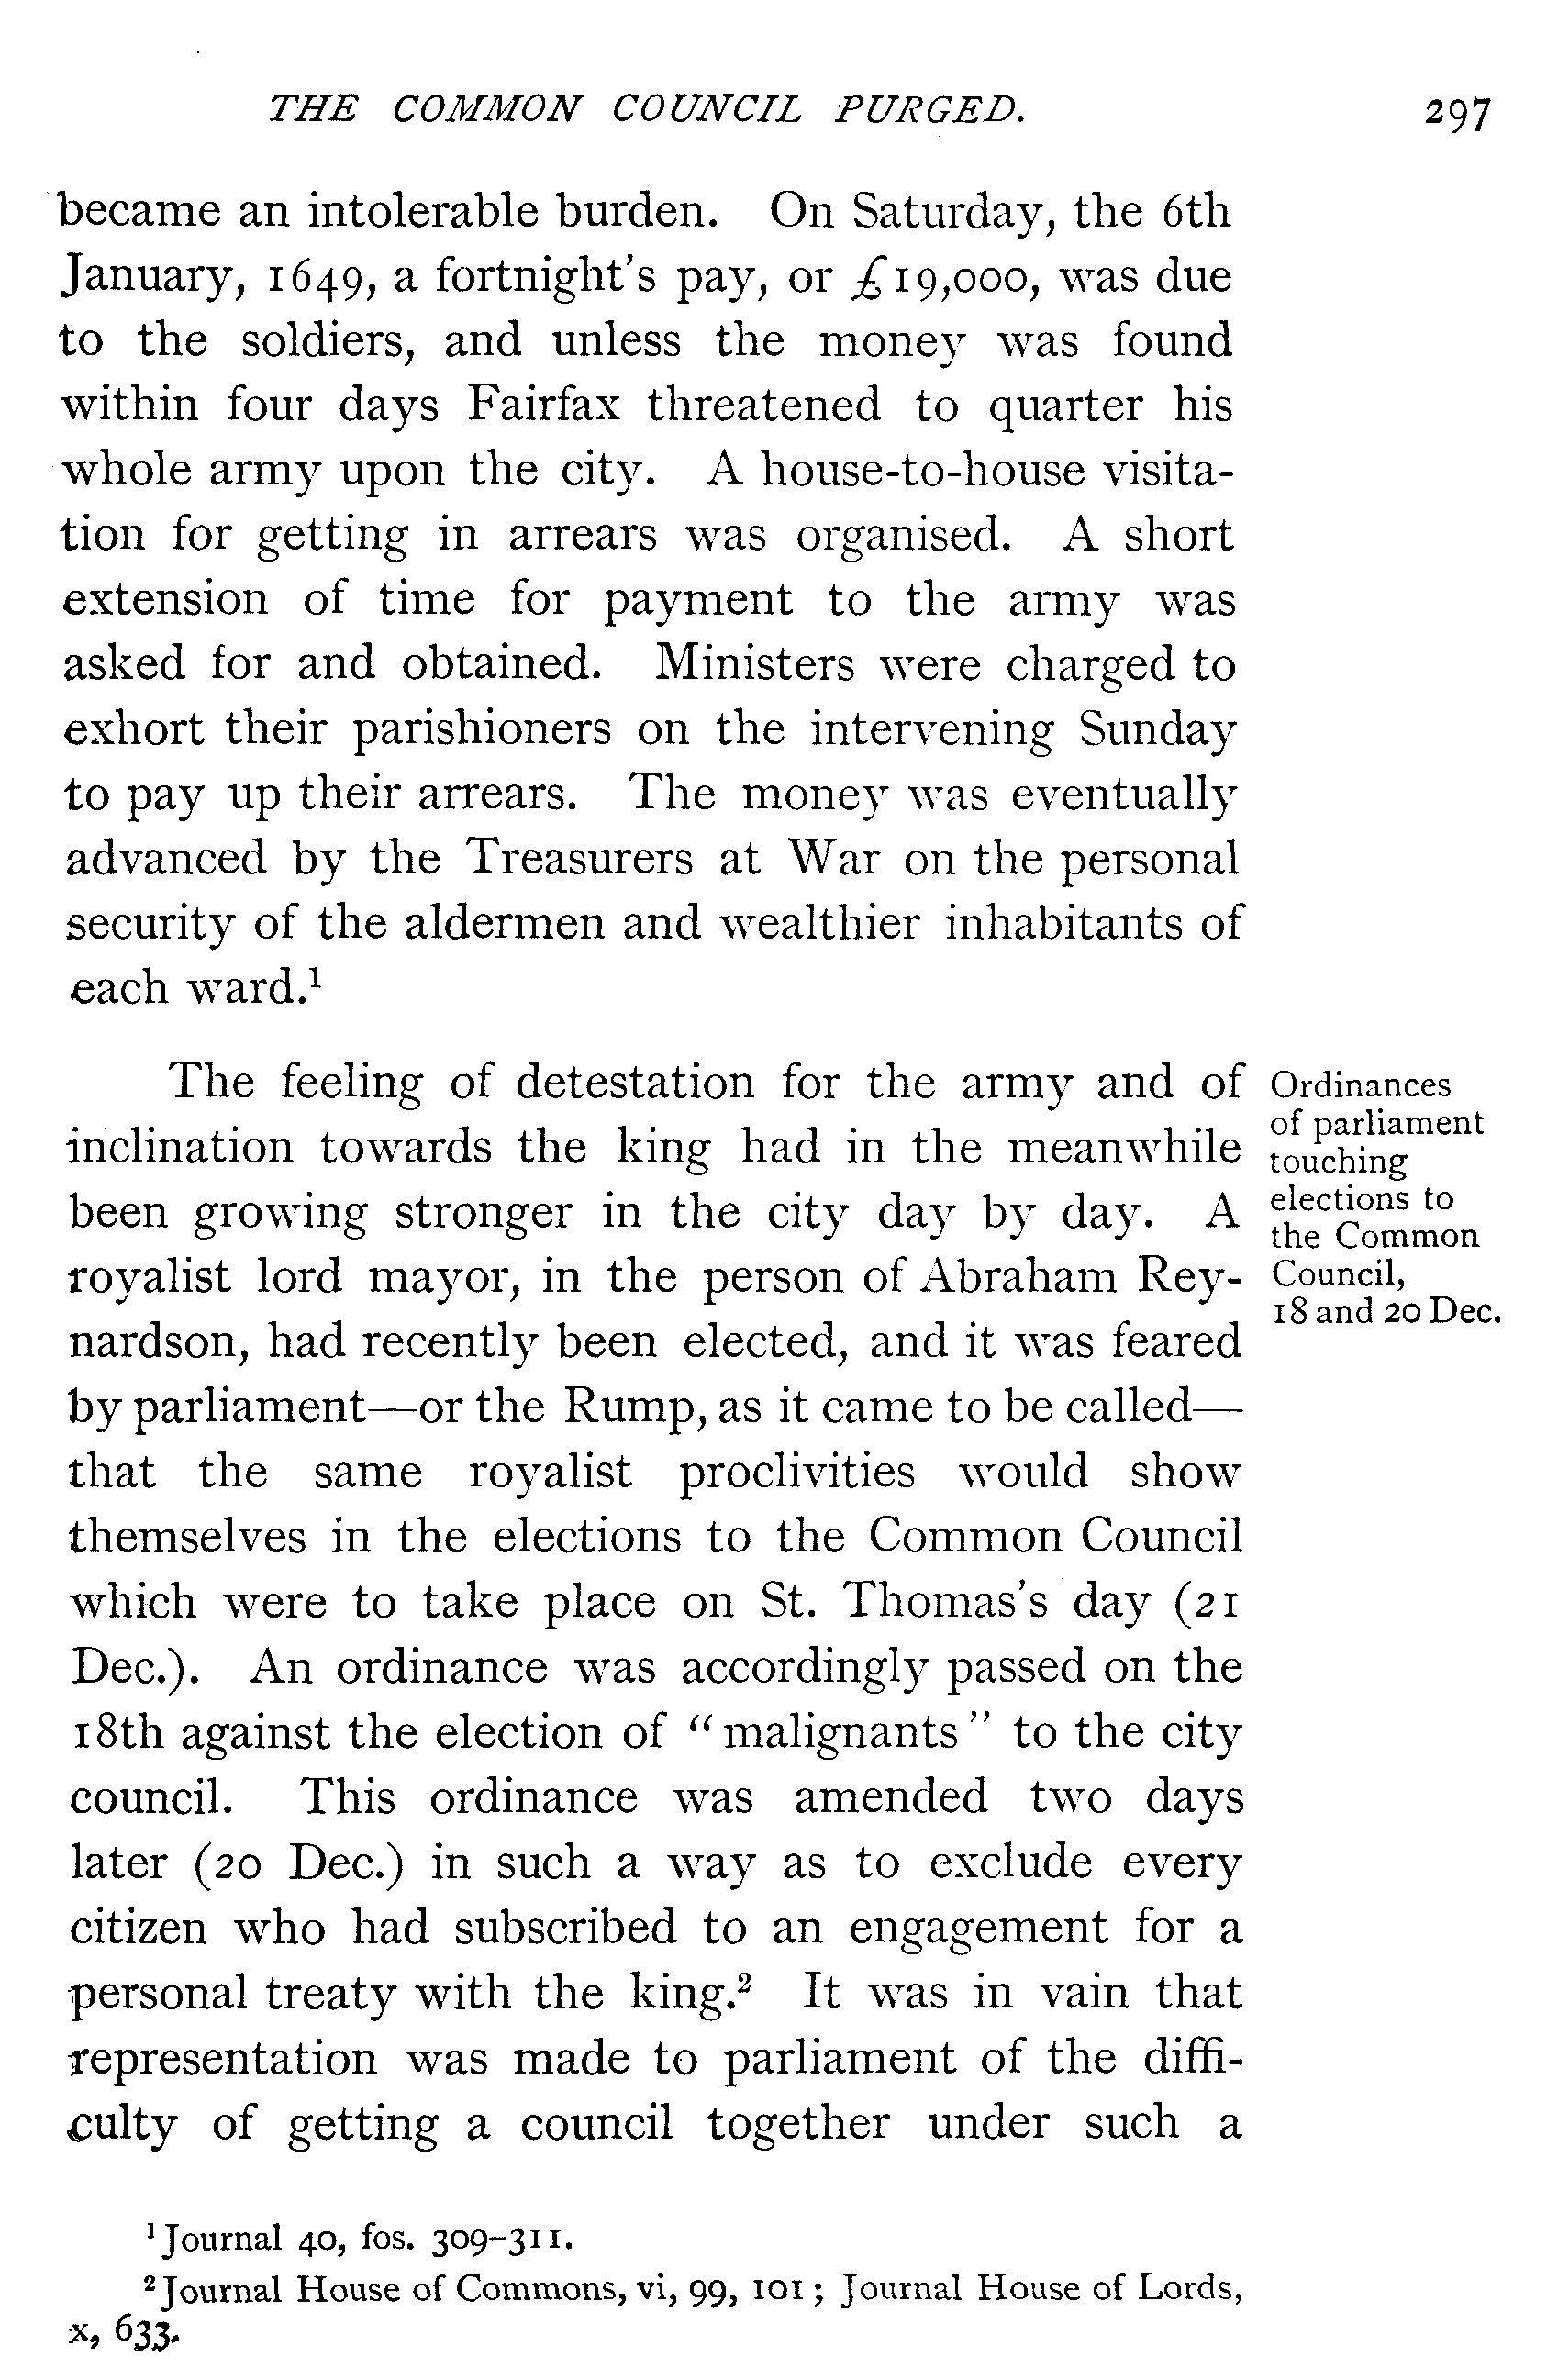 THE COMMON COUNCIL PURGED. 297
became an intolerable burden. On Saturday, the 6th
January, 1649, a fortnight's pay, or £19,000, was due
to the soldiers, and unless the money was found
within four days Fairfax threatened to quarter his
whole army upon the city. A house-to-house visita-
tion for getting in arrears was organised. A short
extension of time for payment to the army was
asked for and obtained. Ministers were charged to
exhort their parishioners on the intervening Sunday
to pay up their arrears. The money was eventually
advanced by the Treasurers at War on the personal
security of the aldermen and wealthier inhabitants of
each ward.¹
The feeling of detestation for the army and of
inclination towards the king had in the meanwhile
been growing stronger in the city day by day. A
royalist lord mayor, in the person of Abraham Rey-
nardson, had recently been elected, and it was feared
by parliament—or the Rump, as it came to be called—
that the same royalist proclivities would show
themselves in the elections to the Common Council
which were to take place on St. Thomas's day (21
Dec.). An ordinance was accordingly passed on the
18th against the election of "malignants" to the city
council. This ordinance was amended two days
later (20 Dec.) in such a way as to exclude every
citizen who had subscribed to an engagement for a
personal treaty with the king.² It was in vain that
representation was made to parliament of the diffi-
culty of getting a council together under such a
Ordinances
of parliament
touching
elections to
the Common
Council,
18 and 20 Dec.
¹ Journal 40, fos. 309–311.
² Journal House of Commons, vi, 99, 101; Journal House of Lords,
x, 633.